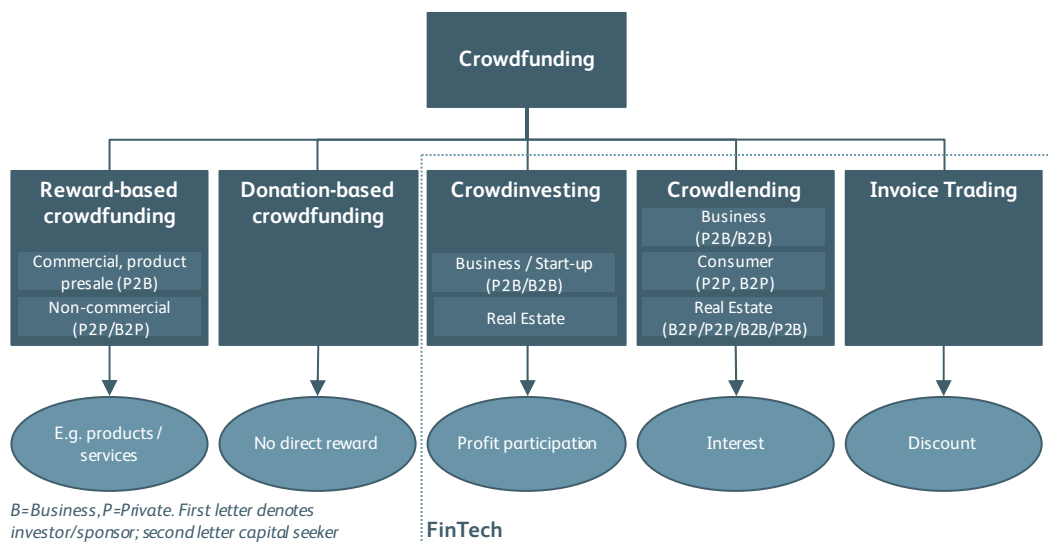 Crowdfunding
Reward-based
crowdfunding
Commercial, product
presale (P2B)
Non-commercial
(P2P/B2P)
Donation-based
crowdfunding
Crowdinvesting
Business / Start-up
(P2B/B2B)
Real Estate
Crowdlending
Business
(P2B/B2B)
Consumer
(P2P, B2P)
Real Estate
(B2P/P2P/B2B/P2B)
Invoice Trading
E.g. products /
services
No direct reward
Profit participation
Interest
Discount
B=Business, P=Private. First letter denotes
investor/sponsor; second letter capital seeker
FinTech